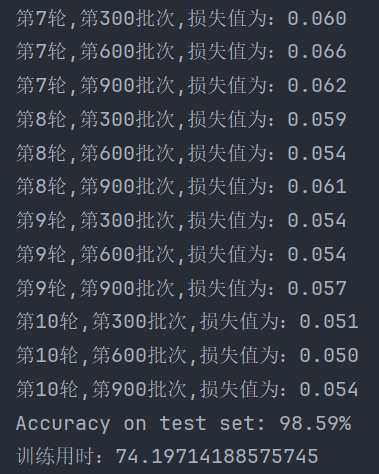 第7轮,第300批次,损失值为：0.060
第7轮,第600批次,损失值为：0.066
第7轮,第900批次,损失值为：0.062
第8轮,第300批次,损失值为：0.059
第8轮,第600批次,损失值为：0.054
第8轮,第900批次,损失值为：0.061
第9轮,第300批次,损失值为：0.054
第9轮,第600批次,损失值为：0.054
第9轮,第900批次,损失值为：0.057
第10轮,第300批次,损失值为：0.051
第10轮,第600批次,损失值为：0.050
第10轮,第900批次,损失值为：0.054
Accuracy on test set: 98.59%
训练用时：74.19714188575745